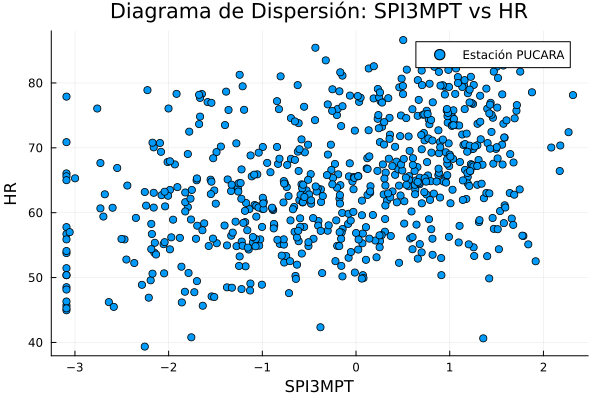 Diagrama de Dispersión: SPI3MPT vs HR
Estación PUCARA
HR
80
70
60
50
40
−3
−2
−1
0
1
2
SPI3MPT